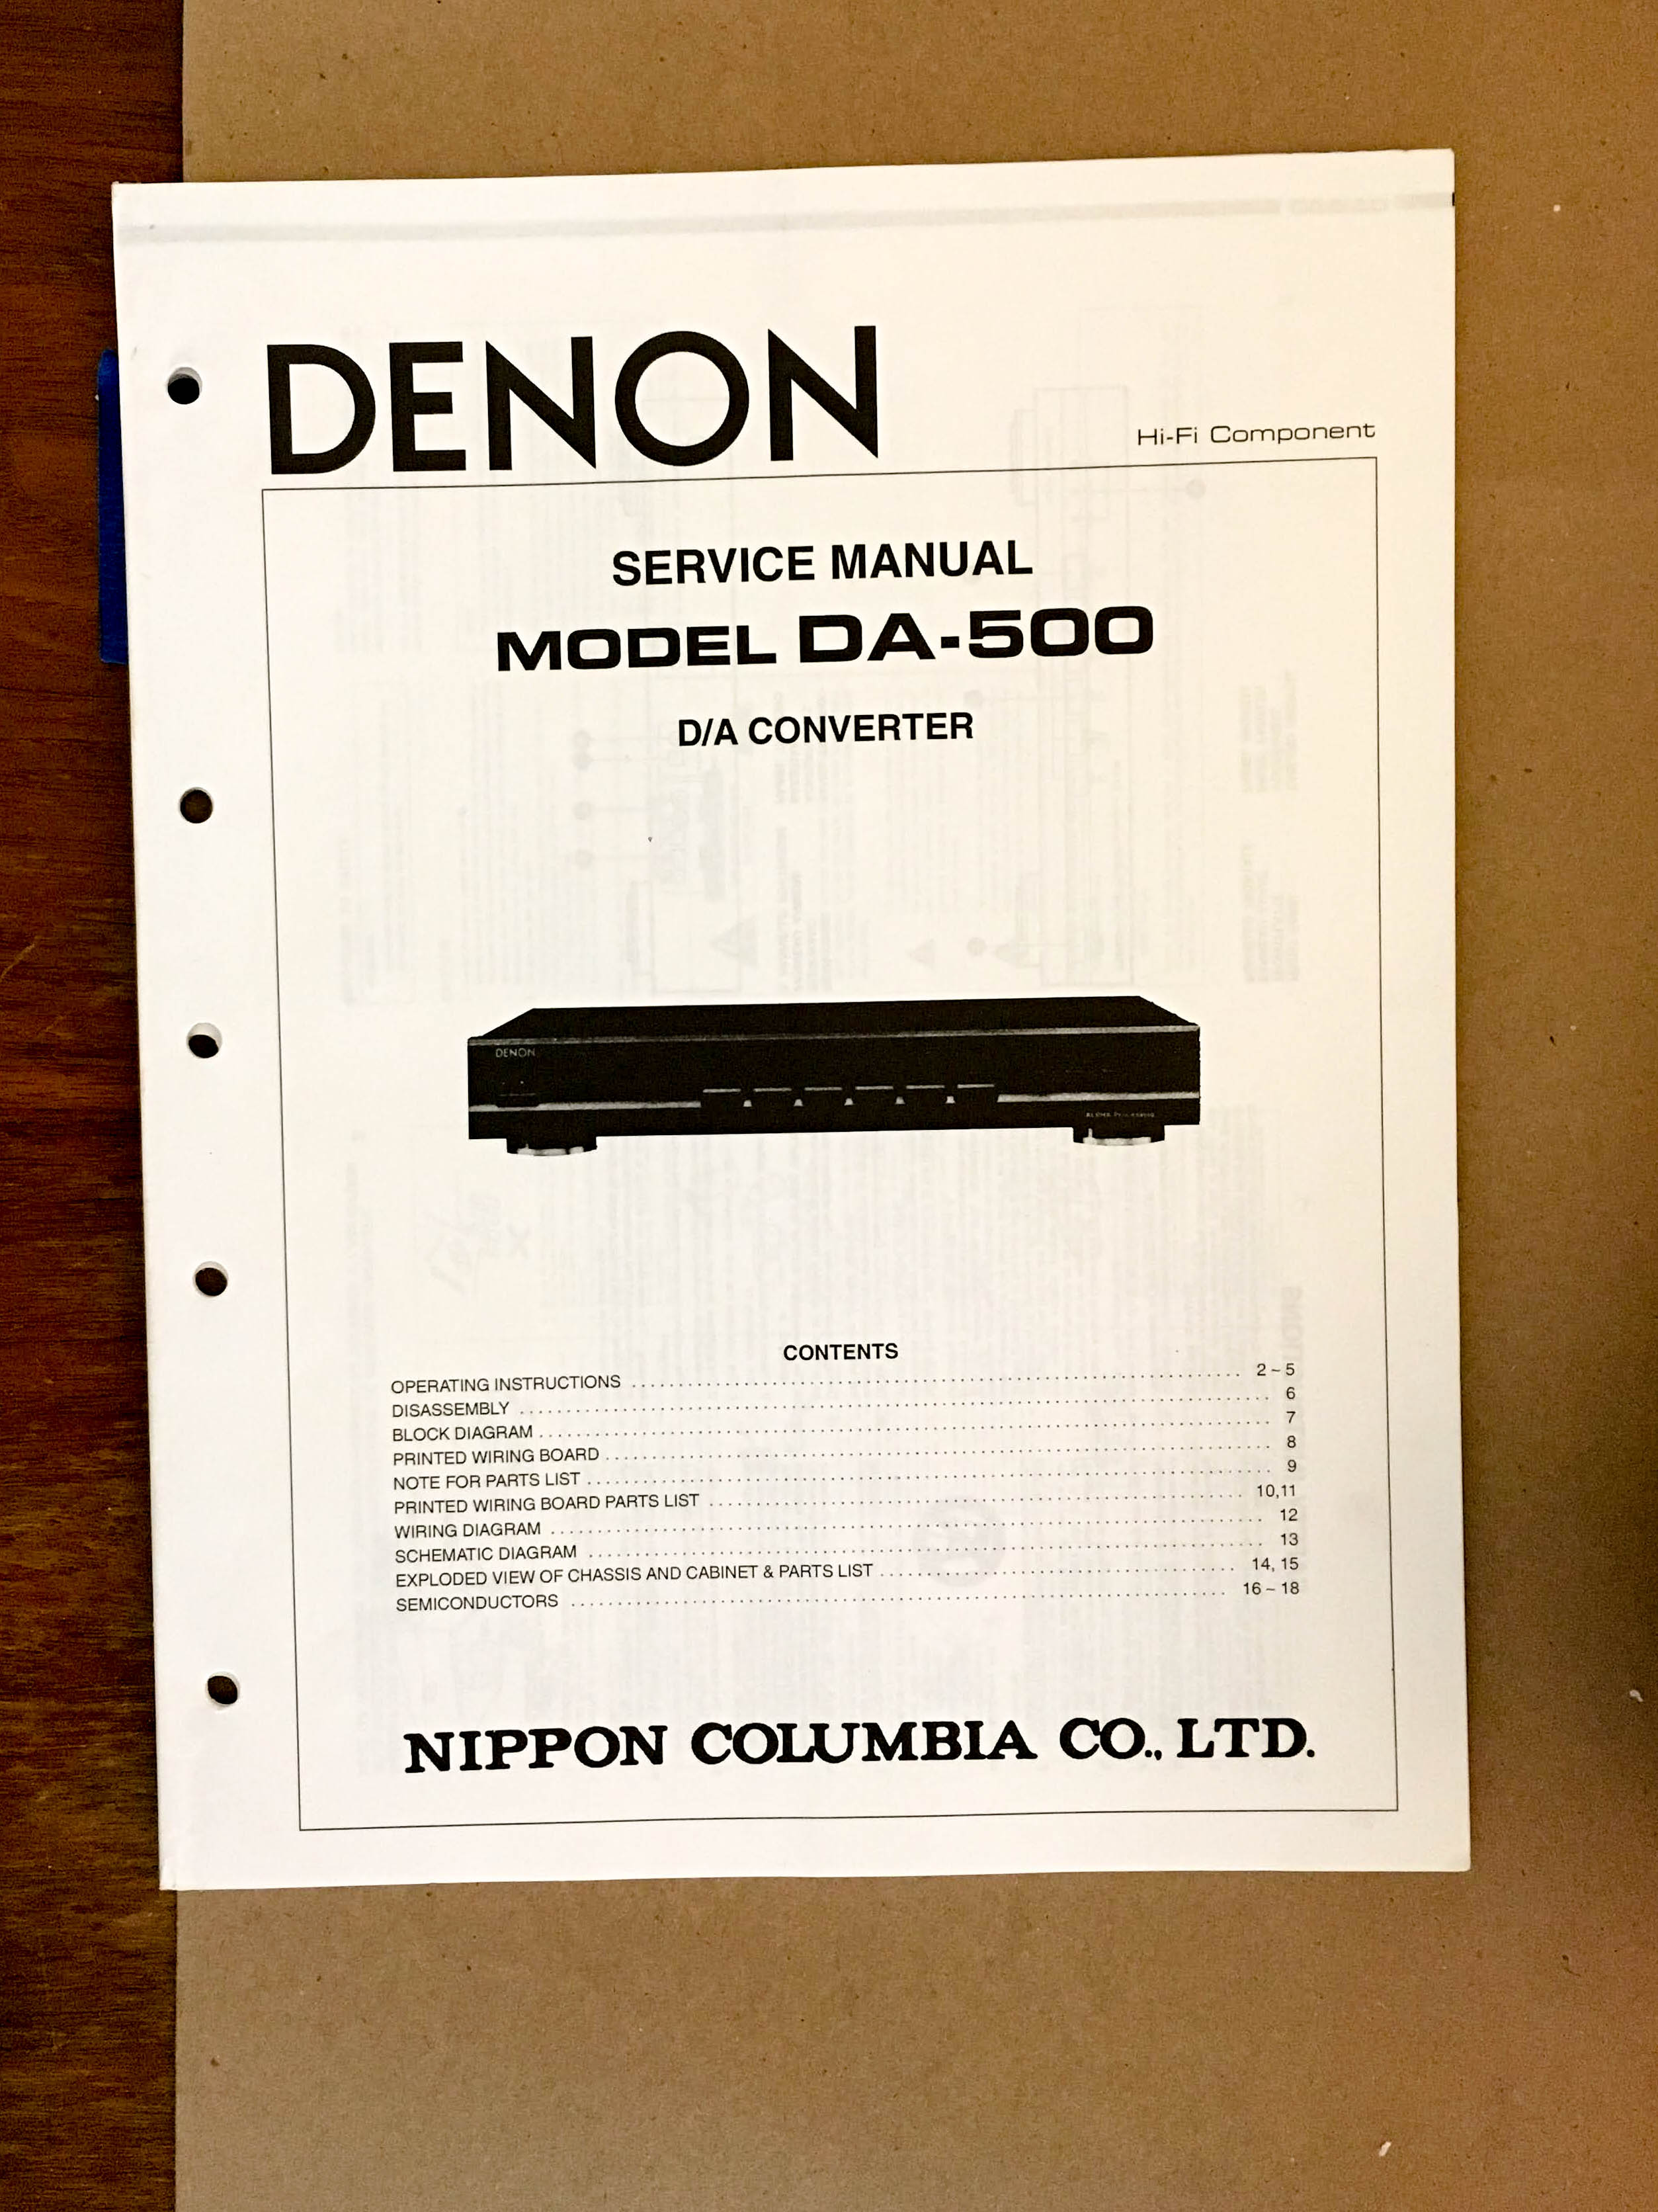 DENON
Hi-Fi Component
SERVICE MANUAL
MODEL DA-500
D/A CONVERTER
DENON
CONTENTS
OPERATING INSTRUCTIONS ........ 2 ~ 5
DISASSEMBLY ........ 6
BLOCK DIAGRAM ........ 7
PRINTED WIRING BOARD ........ 8
NOTE FOR PARTS LIST ........ 9
PRINTED WIRING BOARD PARTS LIST ........ 10,11
WIRING DIAGRAM ........ 12
SCHEMATIC DIAGRAM ........ 13
EXPLODED VIEW OF CHASSIS AND CABINET & PARTS LIST ........ 14, 15
SEMICONDUCTORS ........ 16 ~ 18
NIPPON COLUMBIA CO., LTD.